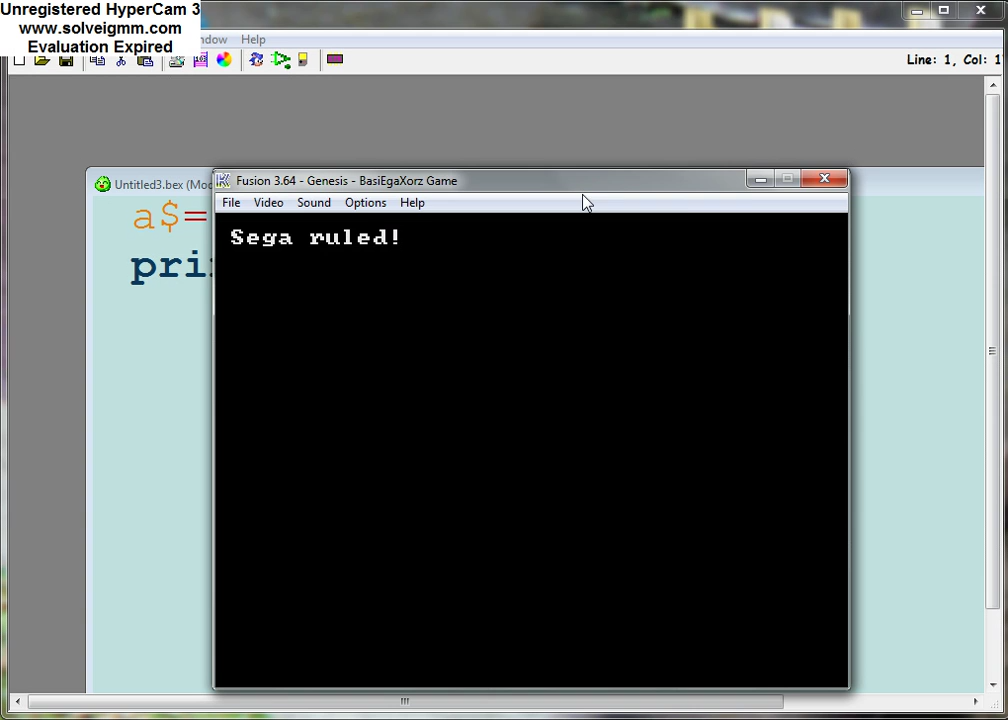 Unregistered HyperCam 3
www.solveigmm.com
Evaluation Expired
Help
Line: 1, Col: 1
Untitled3.bex (Mo
a$=
pri
Fusion 3.64 - Genesis - BasiEgaXorz Game
File Video Sound Options Help
Sega ruled!